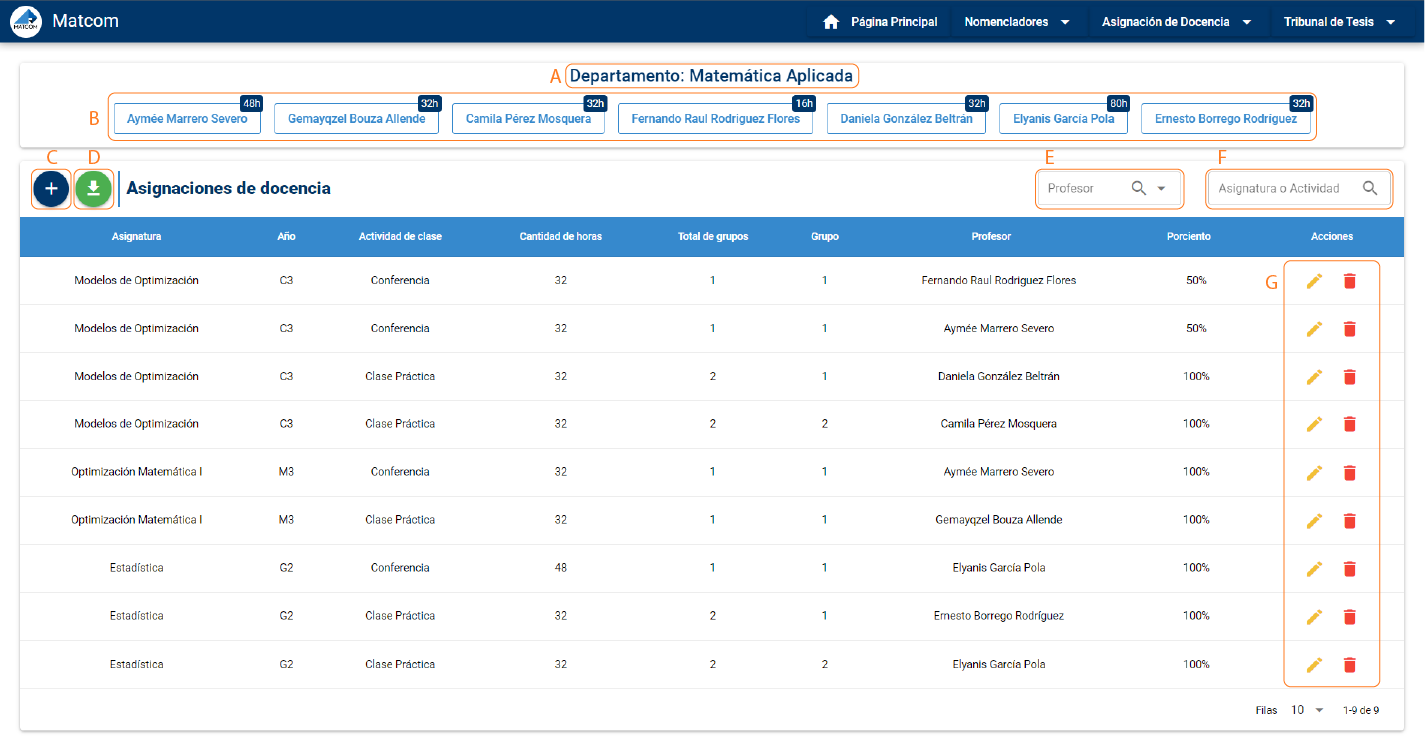 MATCOM Matcom Página Principal Nomencladores Asignación de Docencia Tribunal de Tesis
A Departamento: Matemática Aplicada
48h 32h 32h 16h 32h 80h 32h
B Aymée Marrero Severo Gemayqzel Bouza Allende Camila Pérez Mosquera Fernando Raul Rodriguez Flores Daniela González Beltrán Elyanis García Pola Ernesto Borrego Rodríguez
C D E F
+ Asignaciones de docencia Profesor Asignatura o Actividad
Asignatura Año Actividad de clase Cantidad de horas Total de grupos Grupo Profesor Porciento Acciones
Modelos de Optimización C3 Conferencia 32 1 1 Fernando Raul Rodriguez Flores 50% G
Modelos de Optimización C3 Conferencia 32 1 1 Aymée Marrero Severo 50%
Modelos de Optimización C3 Clase Práctica 32 2 1 Daniela González Beltrán 100%
Modelos de Optimización C3 Clase Práctica 32 2 2 Camila Pérez Mosquera 100%
Optimización Matemática I M3 Conferencia 32 1 1 Aymée Marrero Severo 100%
Optimización Matemática I M3 Clase Práctica 32 1 1 Gemayqzel Bouza Allende 100%
Estadística G2 Conferencia 48 1 1 Elyanis García Pola 100%
Estadística G2 Clase Práctica 32 2 1 Ernesto Borrego Rodríguez 100%
Estadística G2 Clase Práctica 32 2 2 Elyanis García Pola 100%
Filas 10 1-9 de 9